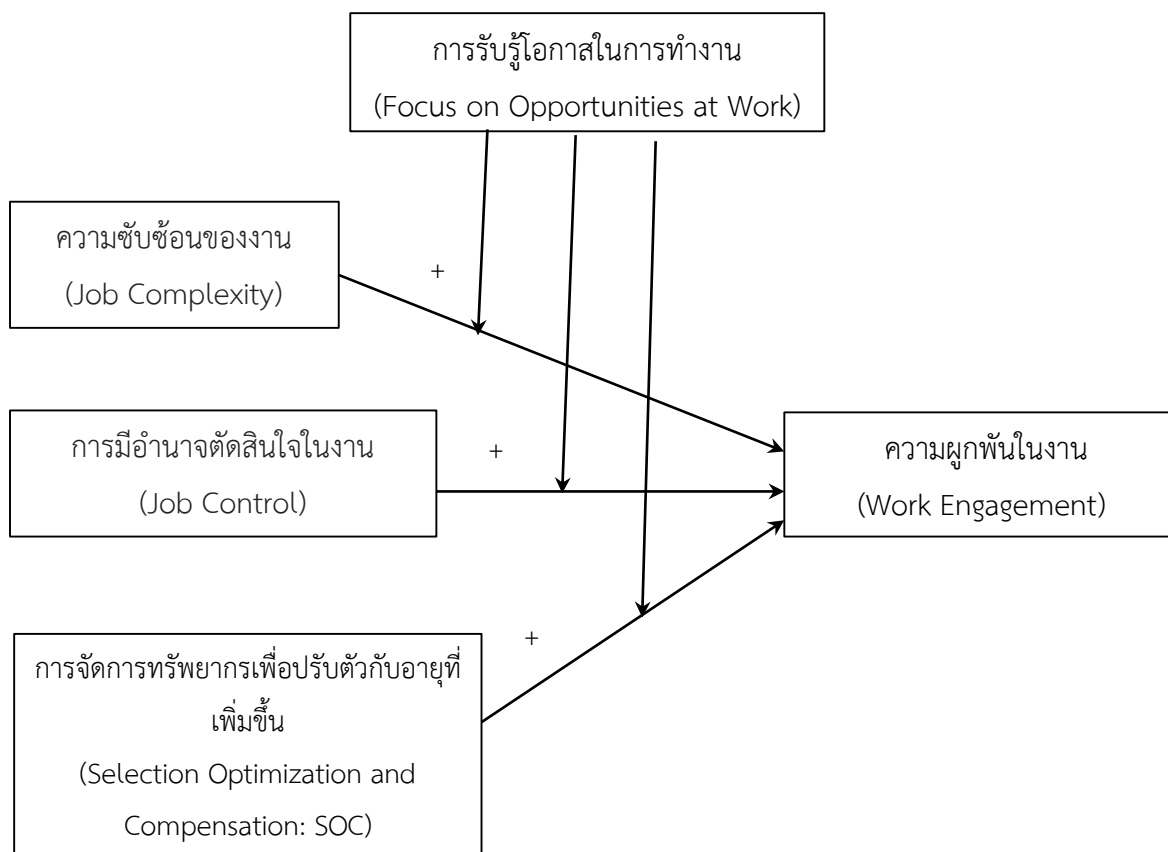 การรับรู้โอกาสในการทำงาน
(Focus on Opportunities at Work)
ความซับซ้อนของงาน
(Job Complexity)
+
การมีอำนาจตัดสินใจในงาน
(Job Control)
+
ความผูกพันในงาน
(Work Engagement)
การจัดการทรัพยากรเพื่อปรับตัวกับอายุที่
เพิ่มขึ้น
(Selection Optimization and
Compensation: SOC)
+